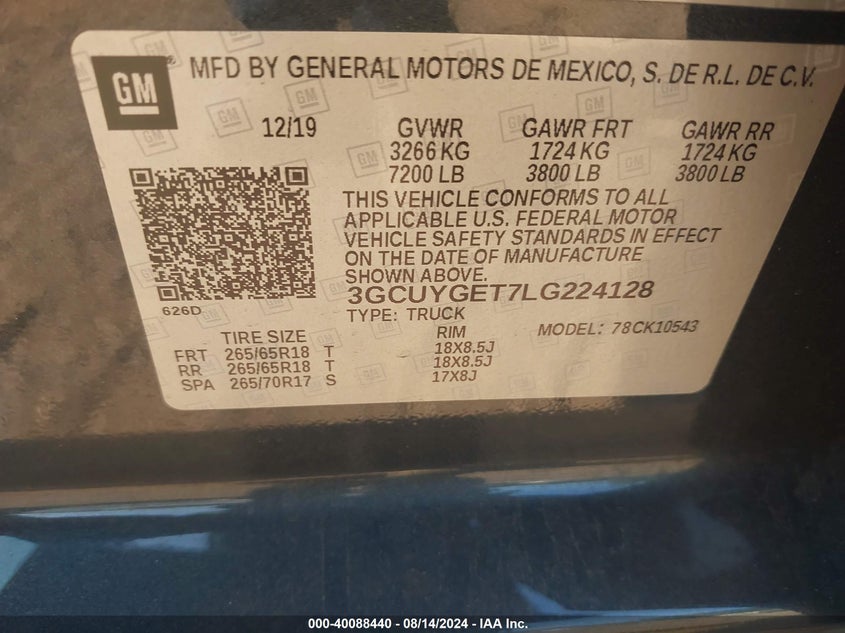 GM
MFD BY GENERAL MOTORS DE MEXICO, S. DE R.L. DE C.V.
12/19 GVWR GAWR FRT GAWR RR
3266 KG 1724 KG 1724 KG
7200 LB 3800 LB 3800 LB
THIS VEHICLE CONFORMS TO ALL
APPLICABLE U.S. FEDERAL MOTOR
VEHICLE SAFETY STANDARDS IN EFFECT
ON THE DATE OF MANUFACTURE
SHOWN ABOVE.
626D
3GCUYGET7LG224128
TYPE: TRUCK MODEL: 78CK10543
TIRE SIZE RIM
FRT 265/65R18 T 18X8.5J
RR 265/65R18 T 18X8.5J
SPA 265/70R17 S 17X8J
000-40088440 - 08/14/2024 - IAA Inc.